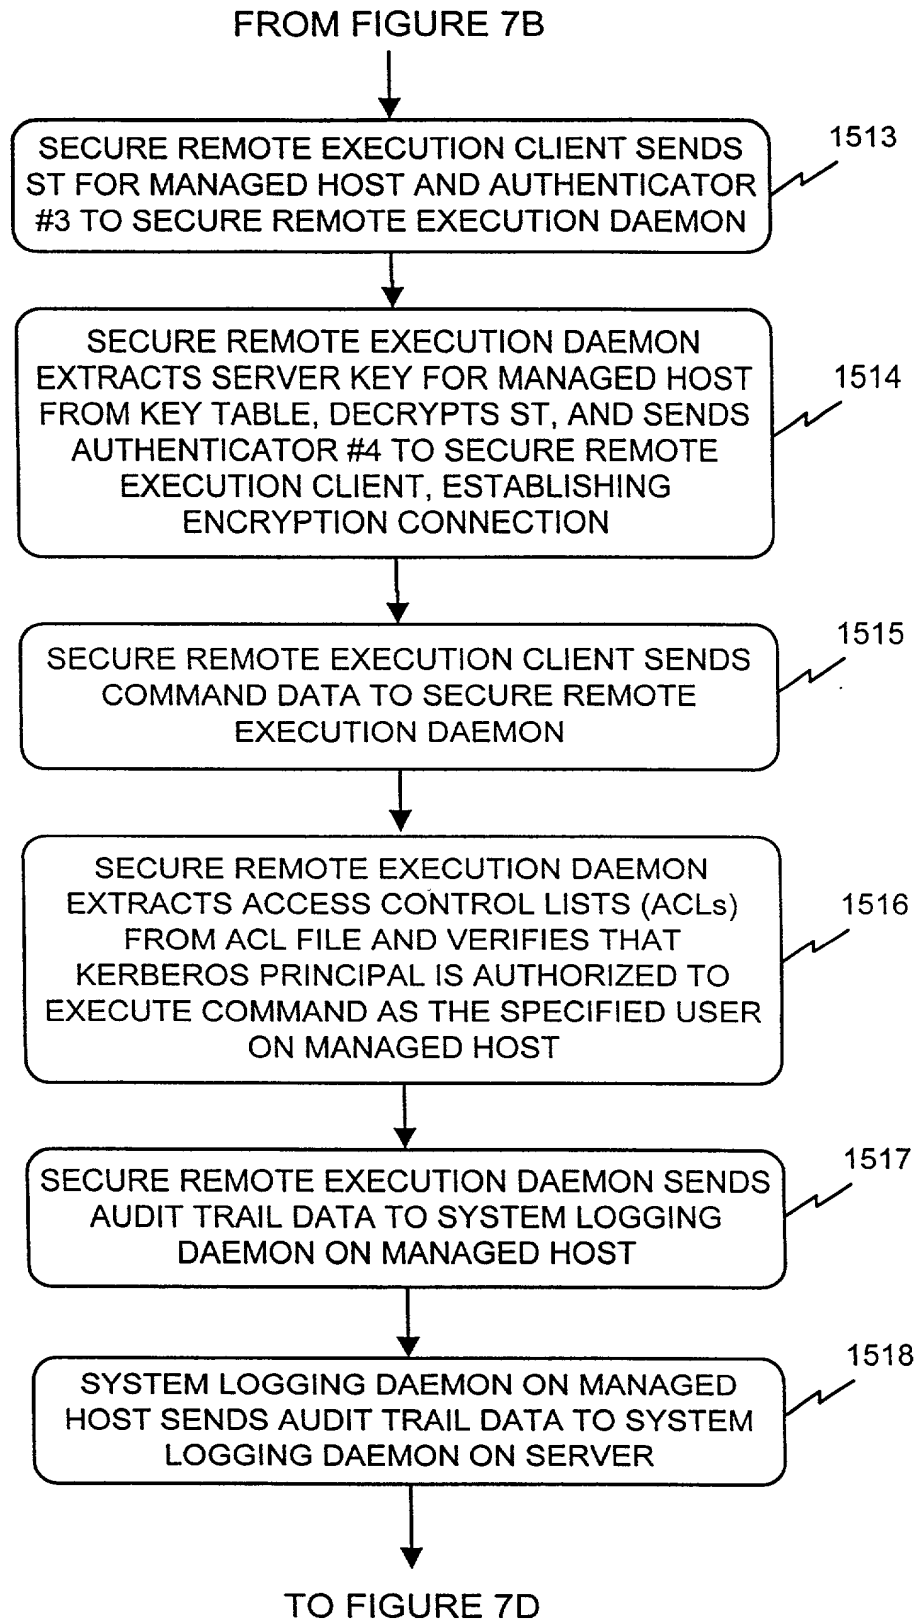 FROM FIGURE 7B
1513
SECURE REMOTE EXECUTION CLIENT SENDS
ST FOR MANAGED HOST AND AUTHENTICATOR
#3 TO SECURE REMOTE EXECUTION DAEMON
1514
SECURE REMOTE EXECUTION DAEMON
EXTRACTS SERVER KEY FOR MANAGED HOST
FROM KEY TABLE, DECRYPTS ST, AND SENDS
AUTHENTICATOR #4 TO SECURE REMOTE
EXECUTION CLIENT, ESTABLISHING
ENCRYPTION CONNECTION
1515
SECURE REMOTE EXECUTION CLIENT SENDS
COMMAND DATA TO SECURE REMOTE
EXECUTION DAEMON
1516
SECURE REMOTE EXECUTION DAEMON
EXTRACTS ACCESS CONTROL LISTS (ACLs)
FROM ACL FILE AND VERIFIES THAT
KERBEROS PRINCIPAL IS AUTHORIZED TO
EXECUTE COMMAND AS THE SPECIFIED USER
ON MANAGED HOST
1517
SECURE REMOTE EXECUTION DAEMON SENDS
AUDIT TRAIL DATA TO SYSTEM LOGGING
DAEMON ON MANAGED HOST
1518
SYSTEM LOGGING DAEMON ON MANAGED
HOST SENDS AUDIT TRAIL DATA TO SYSTEM
LOGGING DAEMON ON SERVER
TO FIGURE 7D